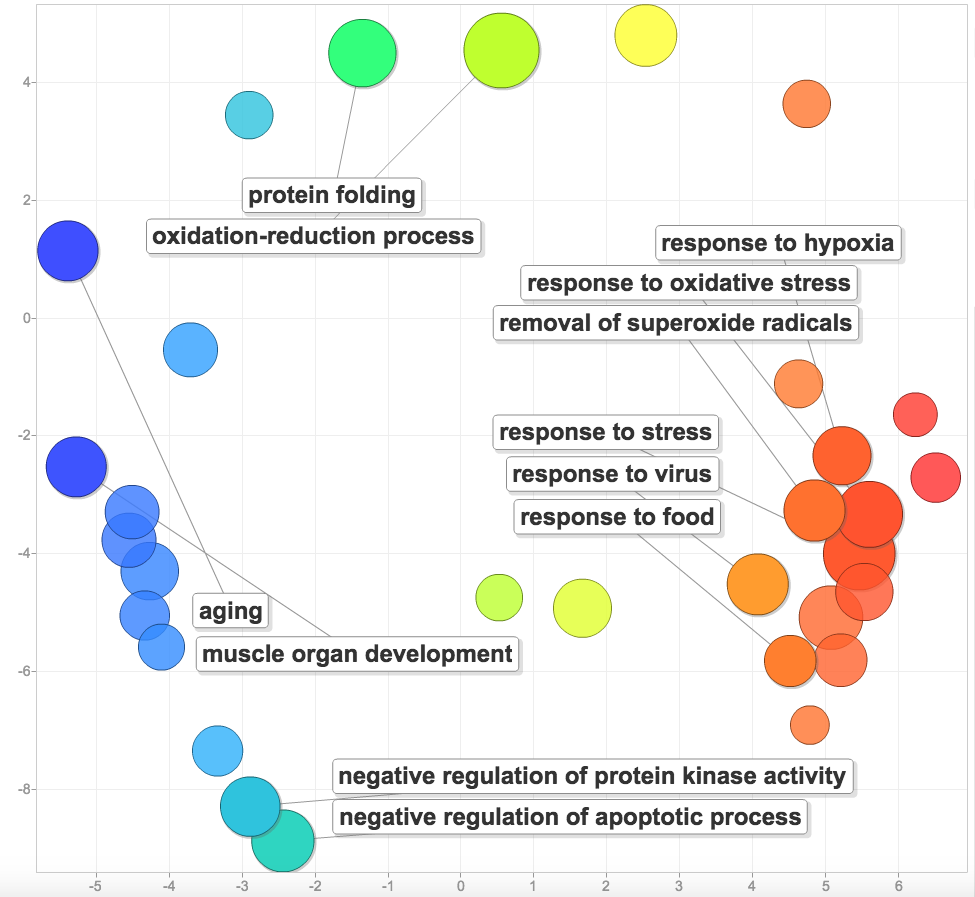 4
2
0
-2
-4
-6
-8
protein folding
oxidation-reduction process
response to hypoxia
response to oxidative stress
removal of superoxide radicals
response to stress
response to virus
response to food
aging
muscle organ development
negative regulation of protein kinase activity
negative regulation of apoptotic process
-5 -4 -3 -2 -1 0 1 2 3 4 5 6